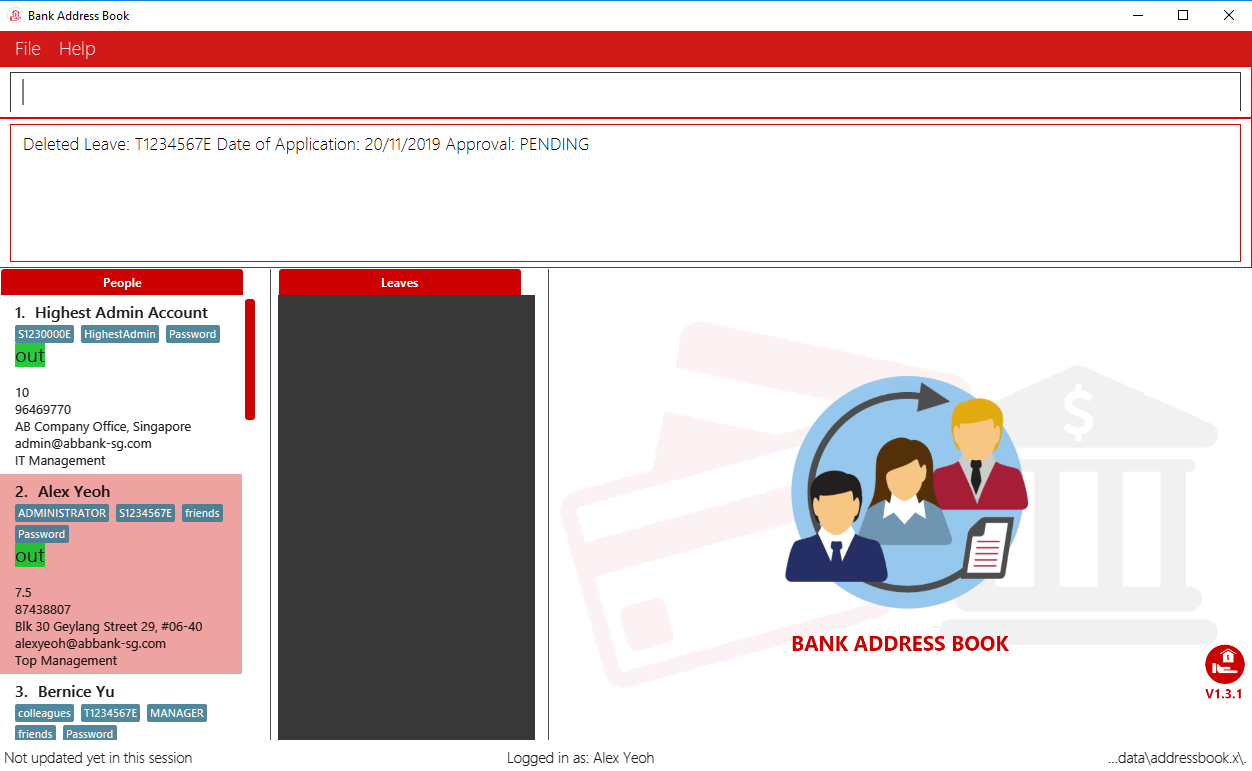 Bank Address Book
File Help
Deleted Leave: T1234567E Date of Application: 20/11/2019 Approval: PENDING
People
1. Highest Admin Account
S1230000E HighestAdmin Password
out
10
96469770
AB Company Office, Singapore
admin@abbank-sg.com
IT Management
2. Alex Yeoh
ADMINISTRATOR S1234567E friends
Password
out
7.5
87438807
Blk 30 Geylang Street 29, #06-40
alexyeoh@abbank-sg.com
Top Management
3. Bernice Yu
colleagues T1234567E MANAGER
friends Password
Leaves
$
BANK ADDRESS BOOK
$
V1.3.1
Not updated yet in this session
Logged in as: Alex Yeoh
...data\addressbook.x\.